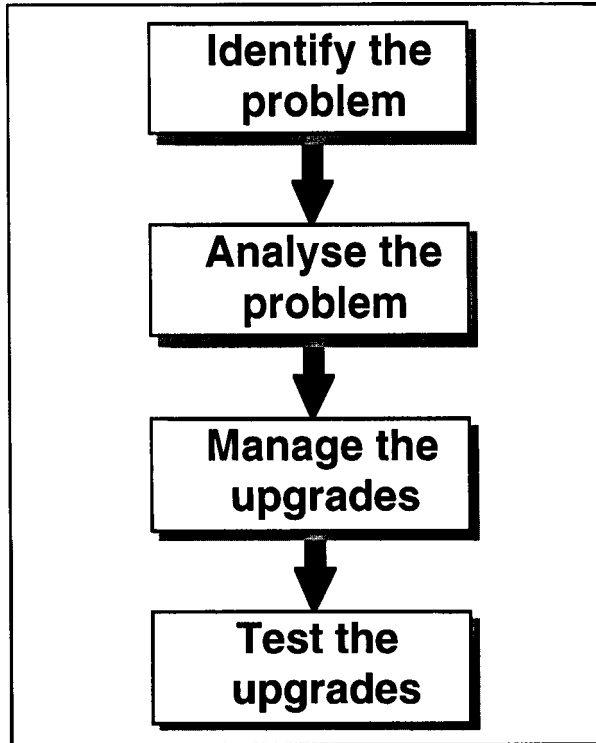 Identify the
problem
Analyse the
problem
Manage the
upgrades
Test the
upgrades